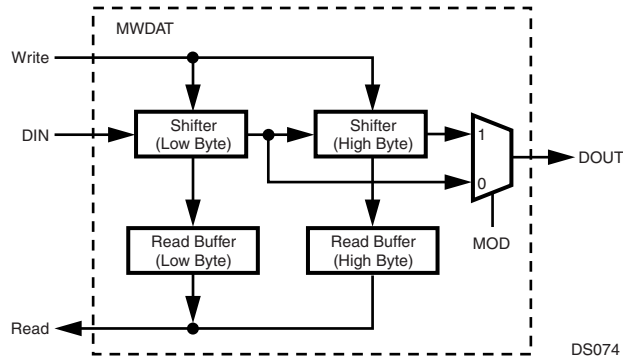 MWDAT
Write
DIN
Shifter
(Low Byte)
Shifter
(High Byte)
1
0
DOUT
MOD
Read Buffer
(Low Byte)
Read Buffer
(High Byte)
Read
DS074